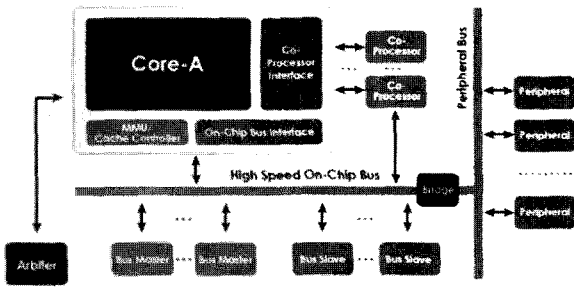 Core-A
Co-
Processor
Interface
Co-
Processor
Co-
Processor
MMU
Cache Controller
On-Chip Bus Interface
Peripheral Bus
Peripheral
Peripheral
Peripheral
High Speed On-Chip Bus
Bridge
Arbiter
Bus Master
Bus Master
Bus Slave
Bus Slave